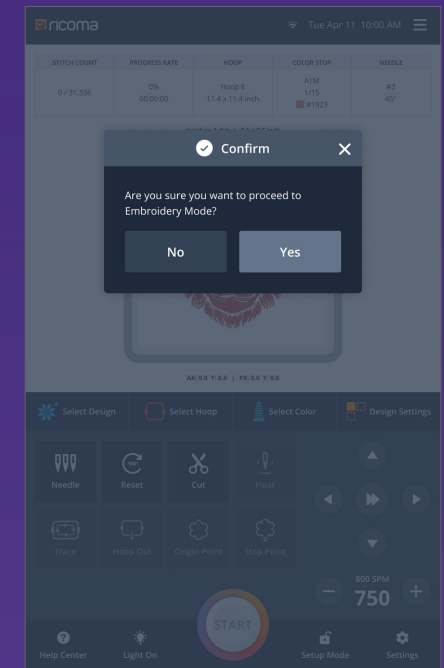 ricoma
Tue Apr 11 10:00 AM
STITCH COUNT PROGRESS RATE HOOP COLOR STOP NEEDLE
0 / 31,336 0% 00:00:00 Hoop E 11.4 x 11.4 inch A|M 1/15 #1923 #2 45°
Confirm
Are you sure you want to proceed to
Embroidery Mode?
No Yes
AX: 0.0 Y: 0.0 | PX: 0.0 Y: 0.0
Select Design Select Hoop Select Color Design Settings
100°
Needle Reset Cut Float
Trace Hoop Out Origin Point Stop Point
800 SPM
750
START
Help Center Light On Setup Mode Settings